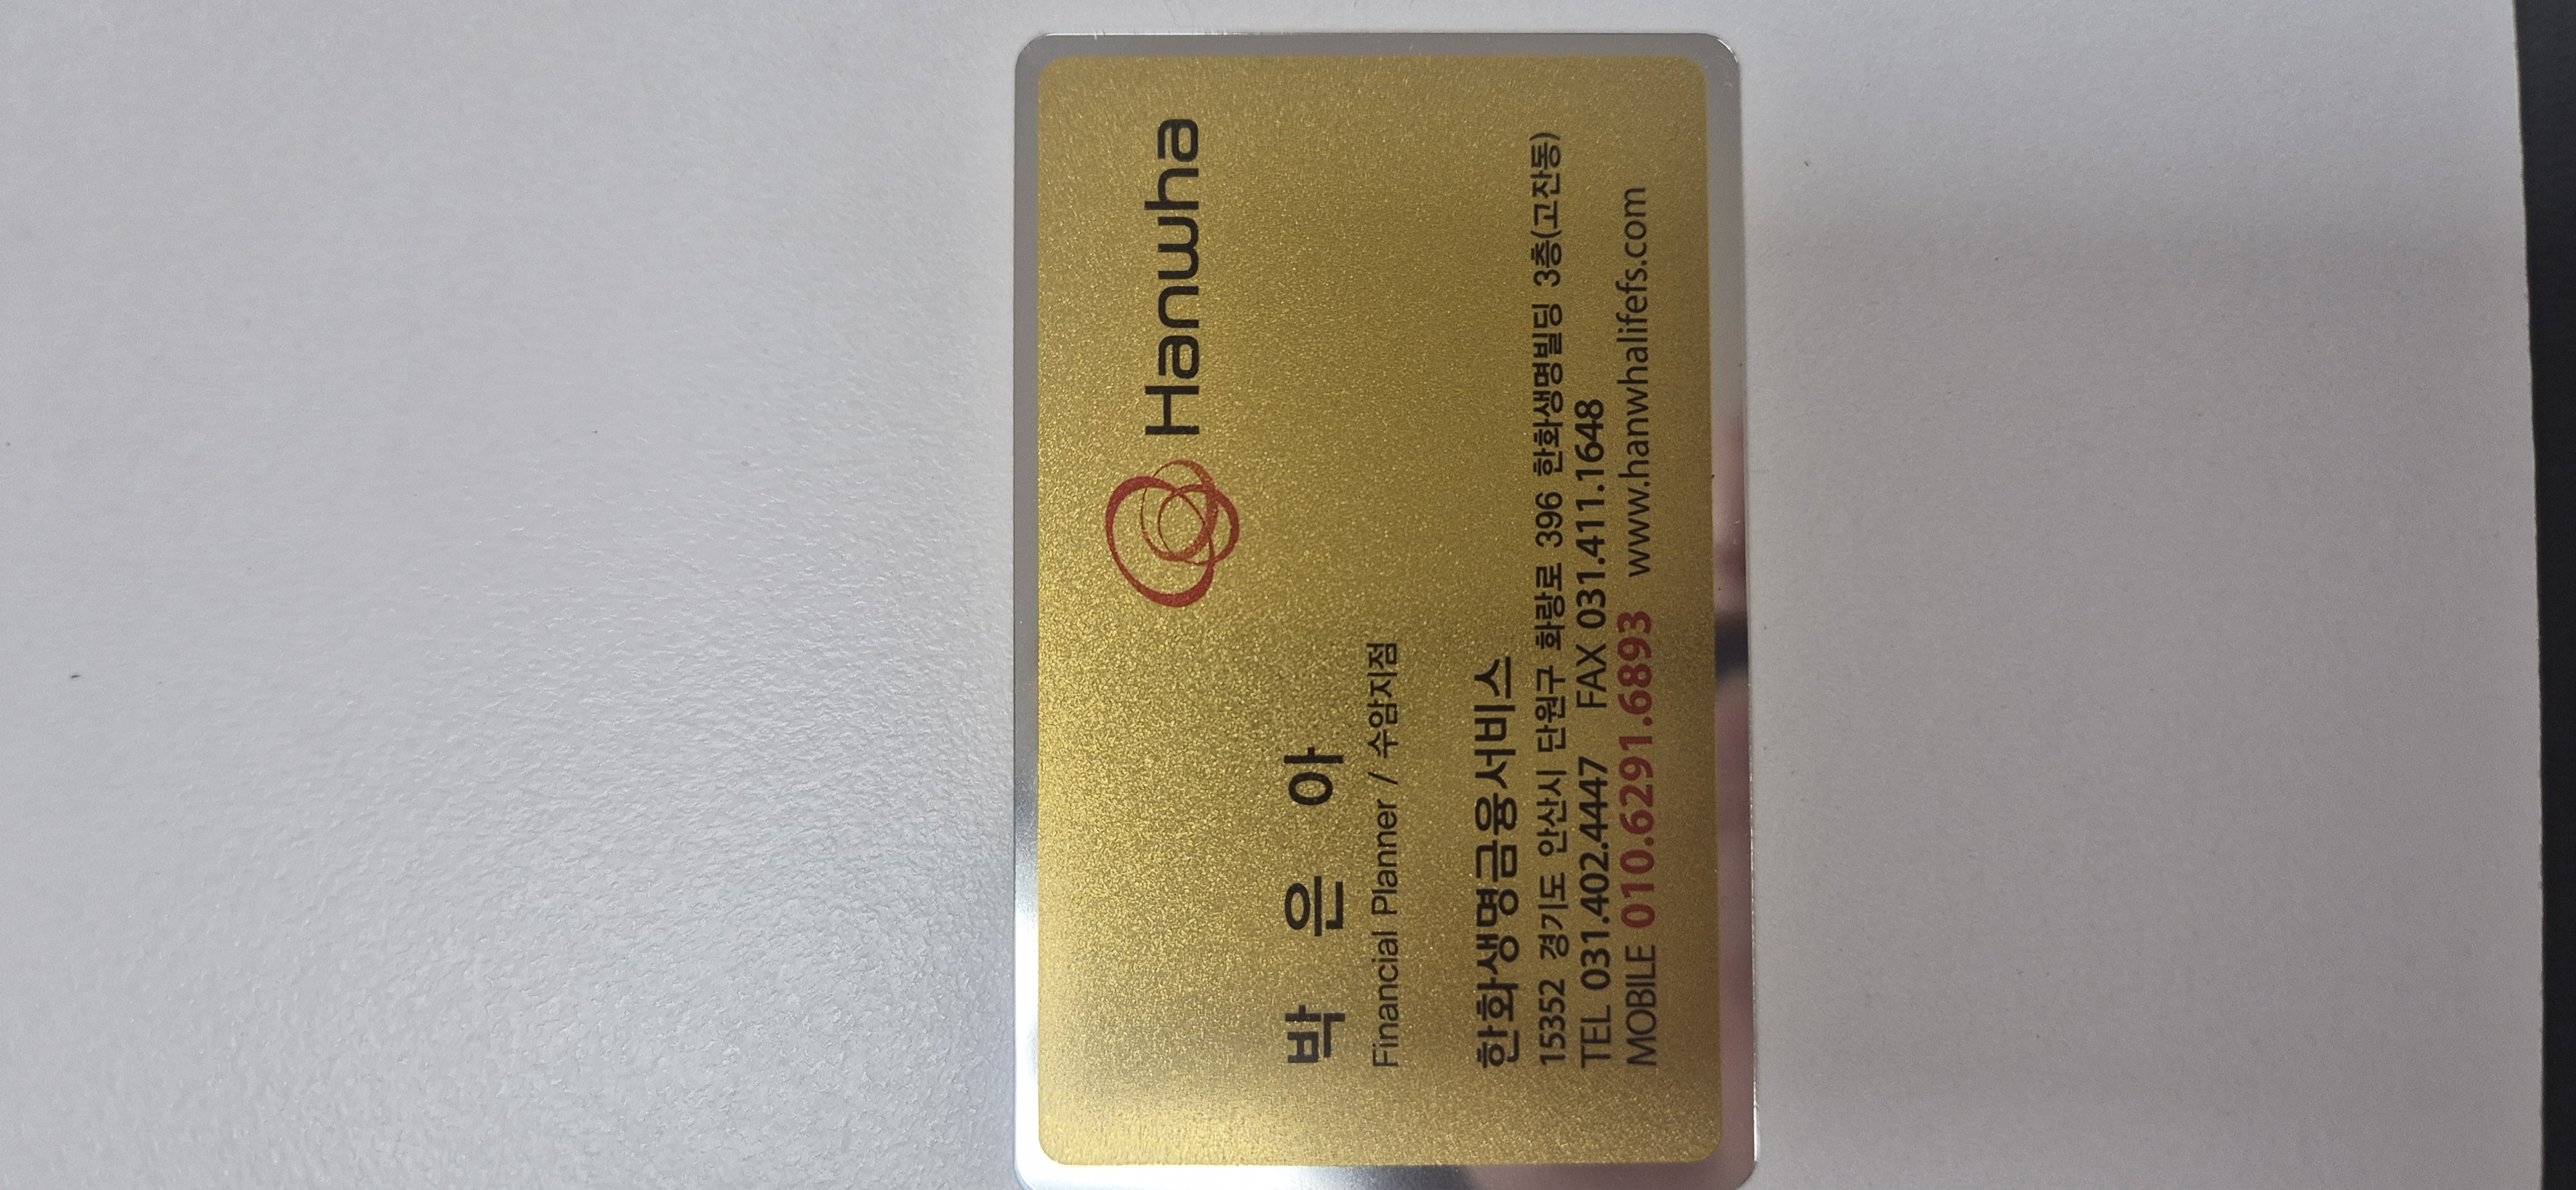 Hanwha
박 은 아
Financial Planner / 수암지점
한화생명금융서비스
15352 경기도 안산시 단원구 화랑로 396 한화생명빌딩 3층(고잔동)
TEL 031.402.4447 FAX 031.411.1648
MOBILE 010.6291.6893 www.hanwhalifefs.com